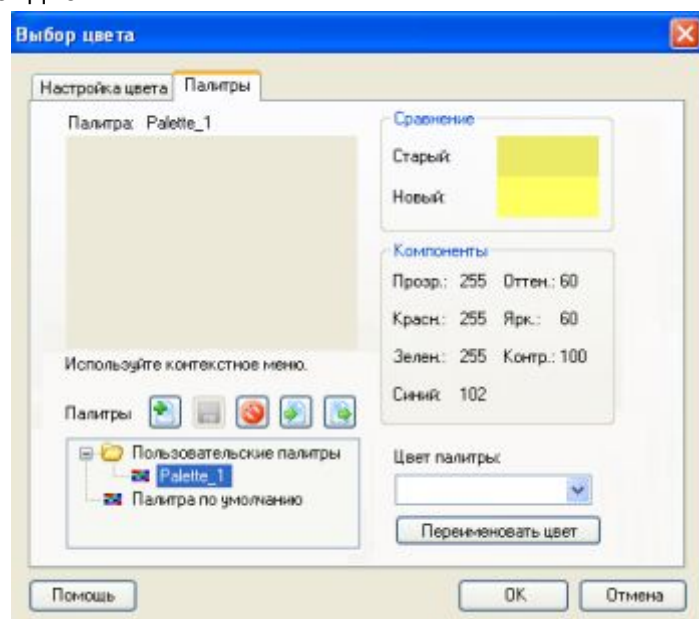 Выбор цвета
Настройка цвета Палитры
Палитра: Palette_1
Сравнение
Старый:
Новый:
Компоненты
Прозр.: 255 Оттен.: 60
Красн.: 255 Ярк.: 60
Зелен.: 255 Контр.: 100
Синий: 102
Используйте контекстное меню.
Палитры
Пользовательские палитры
Palette_1
Палитра по умолчанию
Цвет палитры:
Переименовать цвет
Помощь OK Отмена